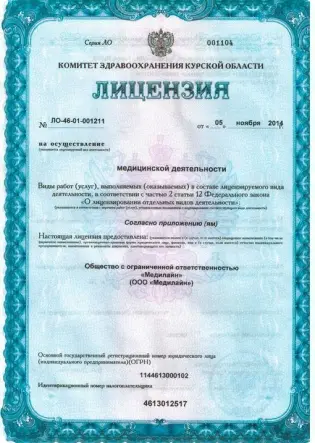 Серия ЛО 001104
КОМИТЕТ ЗДРАВООХРАНЕНИЯ КУРСКОЙ ОБЛАСТИ
ЛИЦЕНЗИЯ
№ ЛО-46-01-001211 от « 05 » ноября 2014
на осуществление
медицинской деятельности
Виды работ (услуг), выполняемых (оказываемых) в составе лицензируемого вида
деятельности, в соответствии с частью 2 статьи 12 Федерального закона
«О лицензировании отдельных видов деятельности»:
Согласно приложению (ям)
Настоящая лицензия предоставлена:
Общество с ограниченной ответственностью
«Медилайн»
(ООО «Медилайн»)
Основной государственный регистрационный номер юридического лица
(индивидуального предпринимателя)(ОГРН)
1144613000102
Идентификационный номер налогоплательщика
4613012517